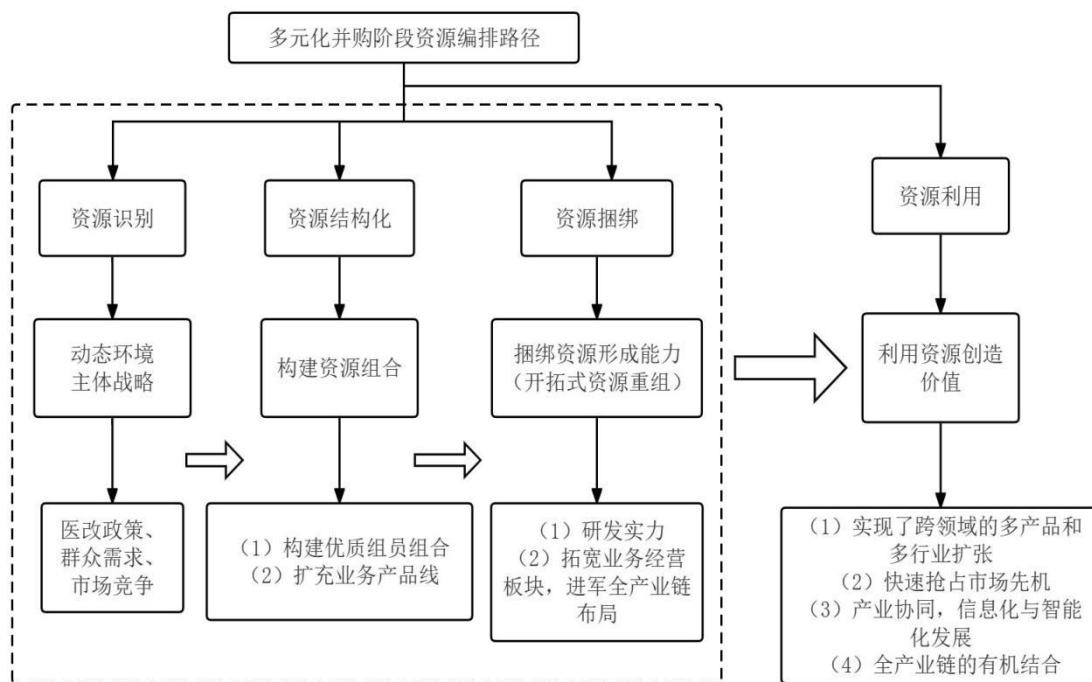 多元化并购阶段资源编排路径
资源识别
资源结构化
资源捆绑
资源利用
动态环境
主体战略
构建资源组合
捆绑资源形成能力
（开拓式资源重组）
利用资源创造
价值
医改政策、
群众需求、
市场竞争
（1）构建优质组员组合
（2）扩充业务产品线
（1）研发实力
（2）拓宽业务经营
板块，进军全产业链
布局
（1）实现了跨领域的多产品和
多行业扩张
（2）快速抢占市场先机
（3）产业协同，信息化与智能
化发展
（4）全产业链的有机结合